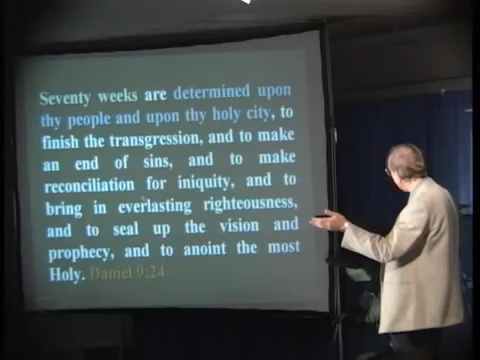 Seventy weeks are determined upon
thy people and upon thy holy city, to
finish the transgression, and to make
an end of sins, and to make
reconciliation for iniquity, and to
bring in everlasting righteousness,
and to seal up the vision and
prophecy, and to anoint the most
Holy. Daniel 9:24